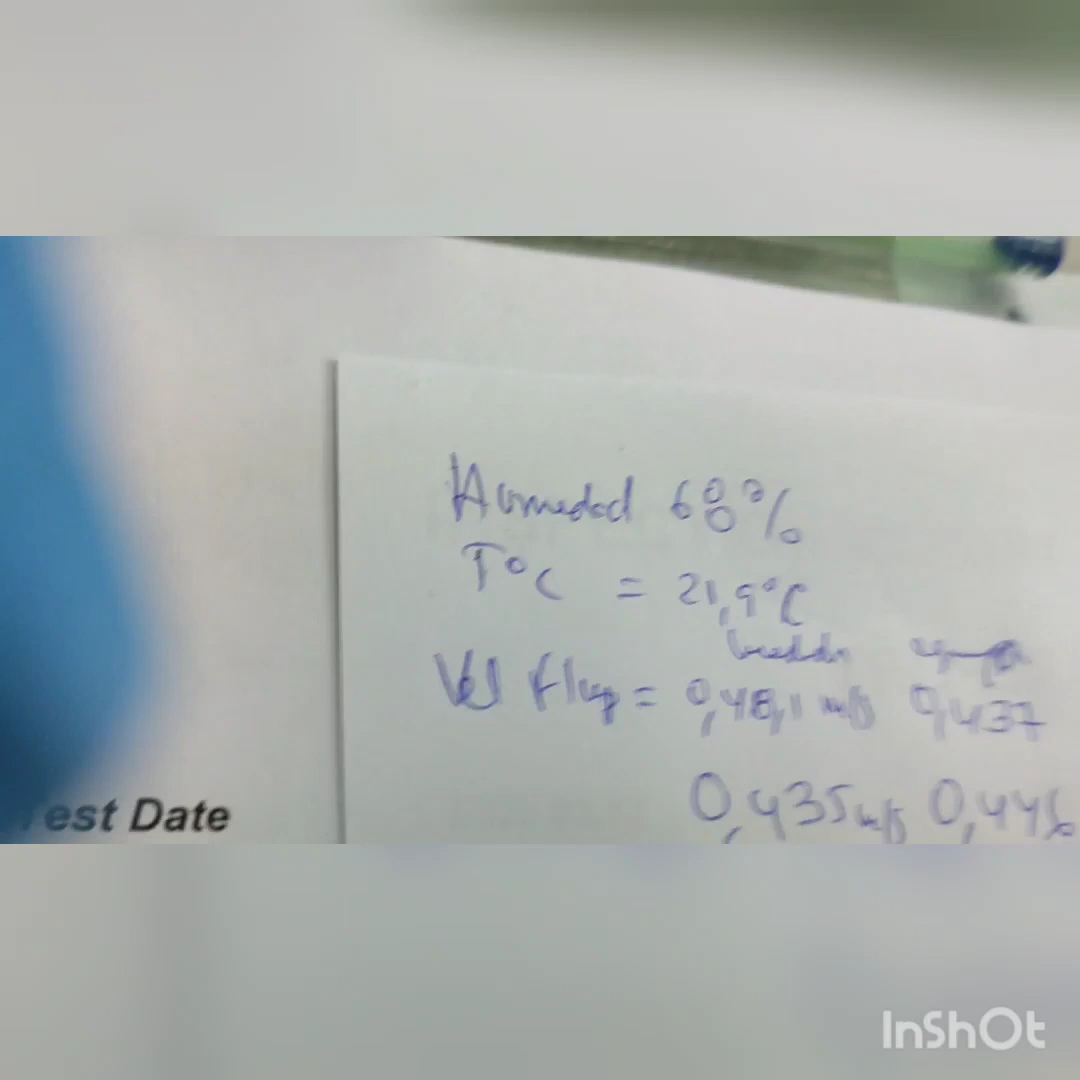 Humedad 68%
T°C = 21,9°C
Vel flujo = 0,48,1 m/s 0,437
0,435 m/s 0,446
Test Date
InShOt